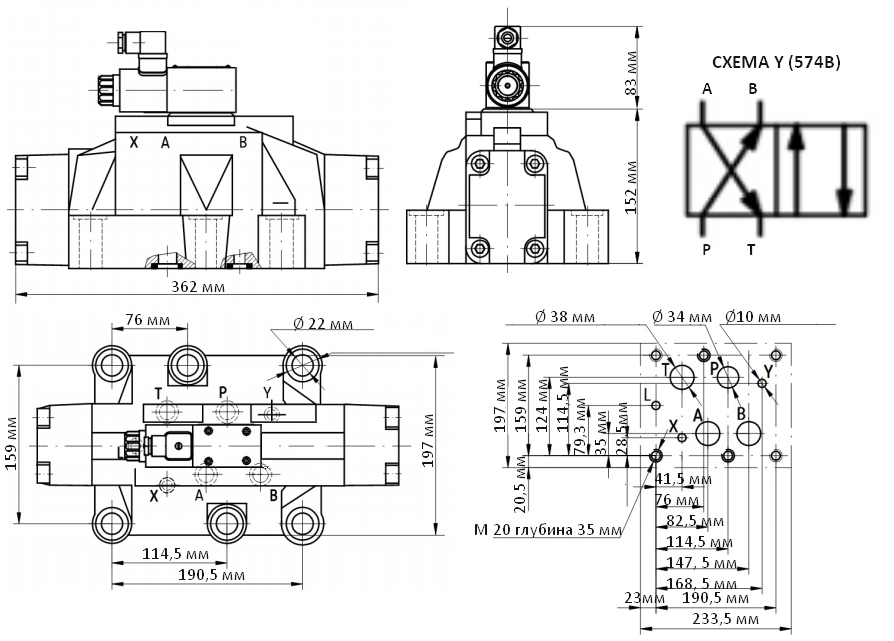 83 мм
СХЕМА Y (574В)
A B
X A B
152 мм
P T
362 мм
76 мм
Ø 22 мм
Ø 38 мм Ø 34 мм Ø10 мм
T P Y
T P Y
159 мм
197 мм
197 мм
159 мм
124 мм
114,5 мм
79,3 мм
35 мм
28,5мм
L
A B
X
X A B
20,5 мм
41,5 мм
76 мм
M 20 глубина 35 мм
82,5 мм
114,5 мм
114,5 мм
147, 5 мм
190,5 мм
168, 5 мм
23мм 190,5 мм
233,5 мм